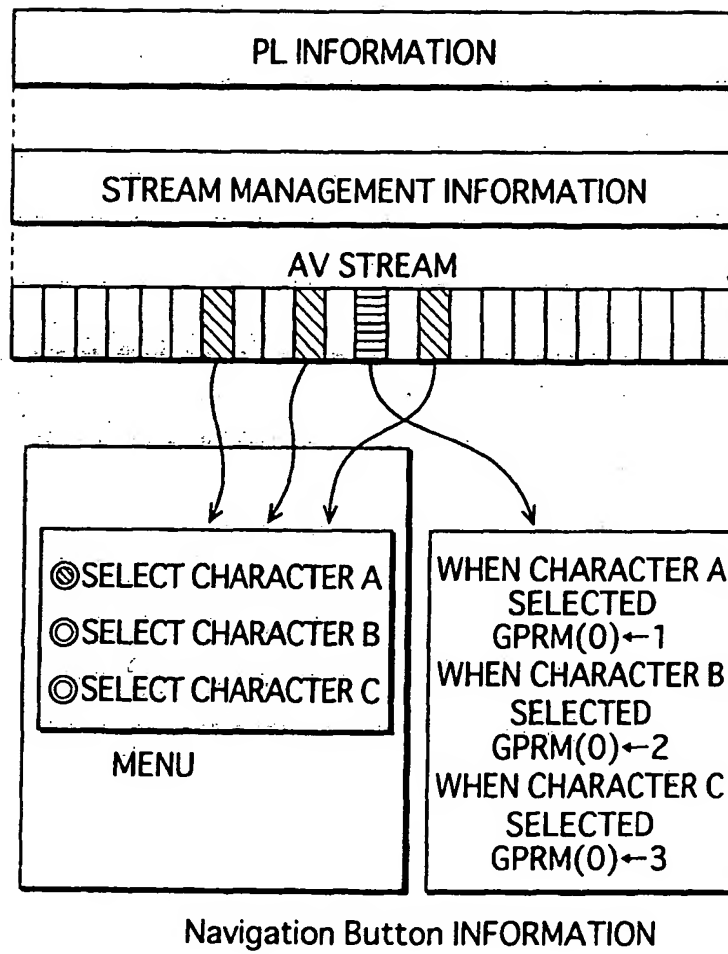 PL INFORMATION
STREAM MANAGEMENT INFORMATION
AV STREAM
SELECT CHARACTER A
SELECT CHARACTER B
SELECT CHARACTER C
MENU
WHEN CHARACTER A
SELECTED
GPRM(0)←1
WHEN CHARACTER B
SELECTED
GPRM(0)←2
WHEN CHARACTER C
SELECTED
GPRM(0)←3
Navigation Button INFORMATION